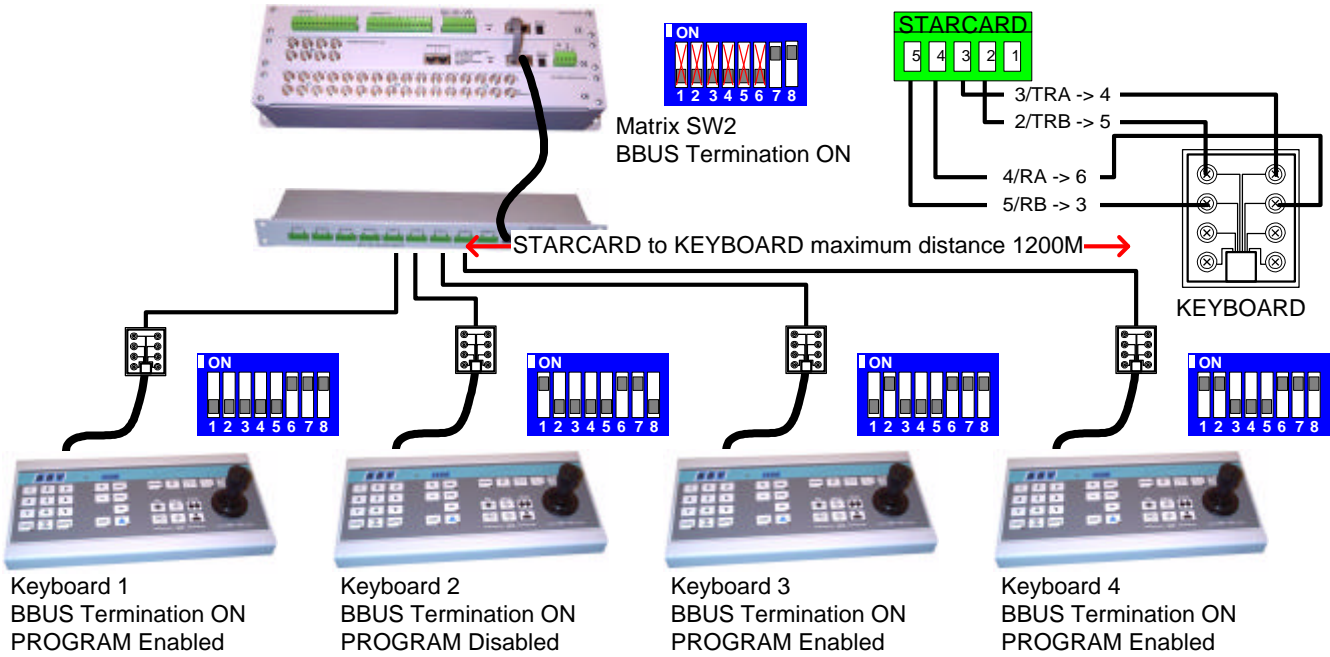 ON
1 2 3 4 5 6 7 8
Matrix SW2
BBUS Termination ON
STARCARD
5 4 3 2 1
3/TRA -> 4
2/TRB -> 5
4/RA -> 6
5/RB -> 3
KEYBOARD
STARCARD to KEYBOARD maximum distance 1200M
ON
1 2 3 4 5 6 7 8
ON
1 2 3 4 5 6 7 8
ON
1 2 3 4 5 6 7 8
ON
1 2 3 4 5 6 7 8
Keyboard 1
BBUS Termination ON
PROGRAM Enabled
Keyboard 2
BBUS Termination ON
PROGRAM Disabled
Keyboard 3
BBUS Termination ON
PROGRAM Enabled
Keyboard 4
BBUS Termination ON
PROGRAM Enabled